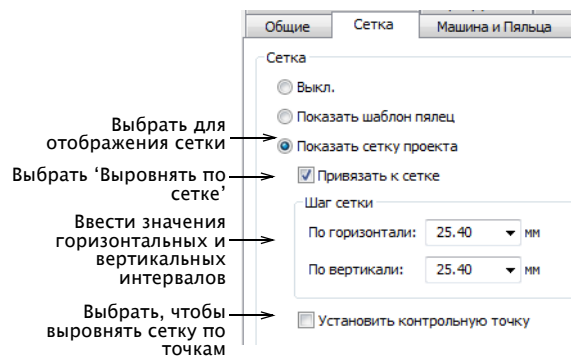 Общие
Сетка
Машина и Пяльца
Сетка
Выкл.
Показать шаблон пялец
Выбрать для
отображения сетки
Показать сетку проекта
Выбрать ‘Выровнять по
сетке’
Привязать к сетке
Шаг сетки
Ввести значения
горизонтальных и
вертикальных
интервалов
По горизонтали: 25.40 мм
По вертикали: 25.40 мм
Выбрать, чтобы
выровнять сетку по
точкам
Установить контрольную точку